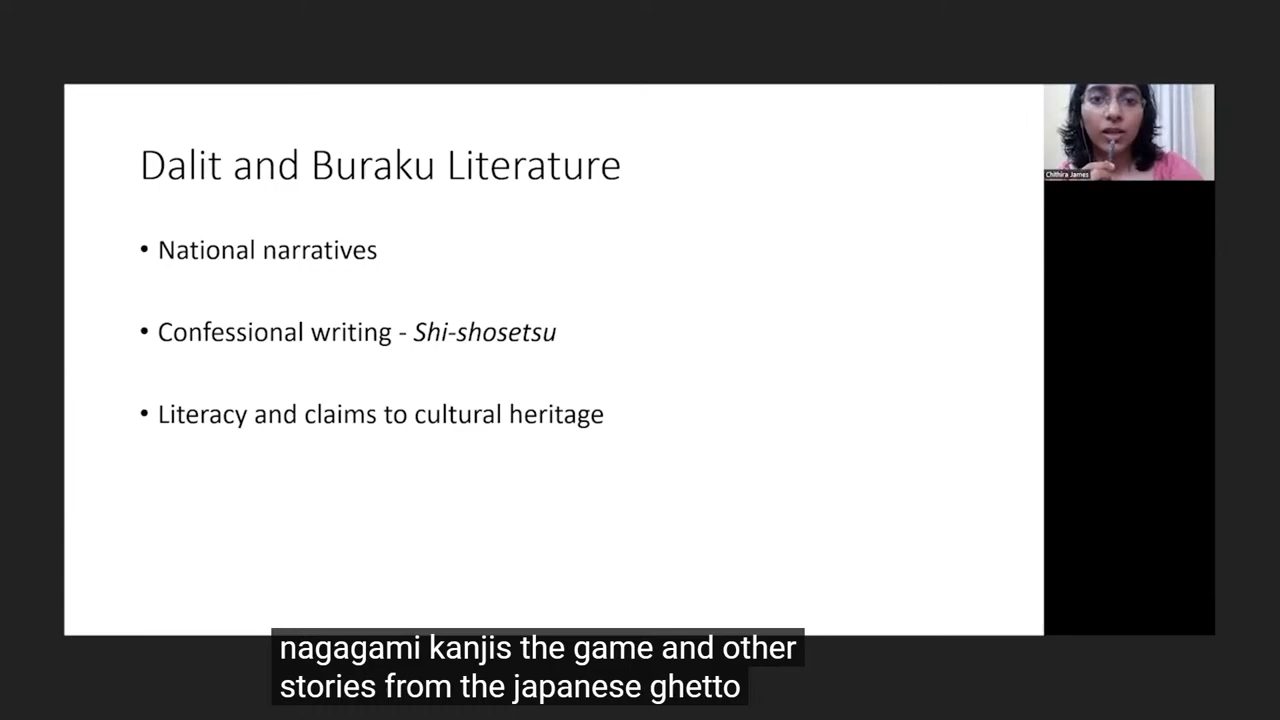 Dalit and Buraku Literature
• National narratives
• Confessional writing - Shi-shosetsu
• Literacy and claims to cultural heritage
Chithira James
nagagami kanjis the game and other
stories from the japanese ghetto